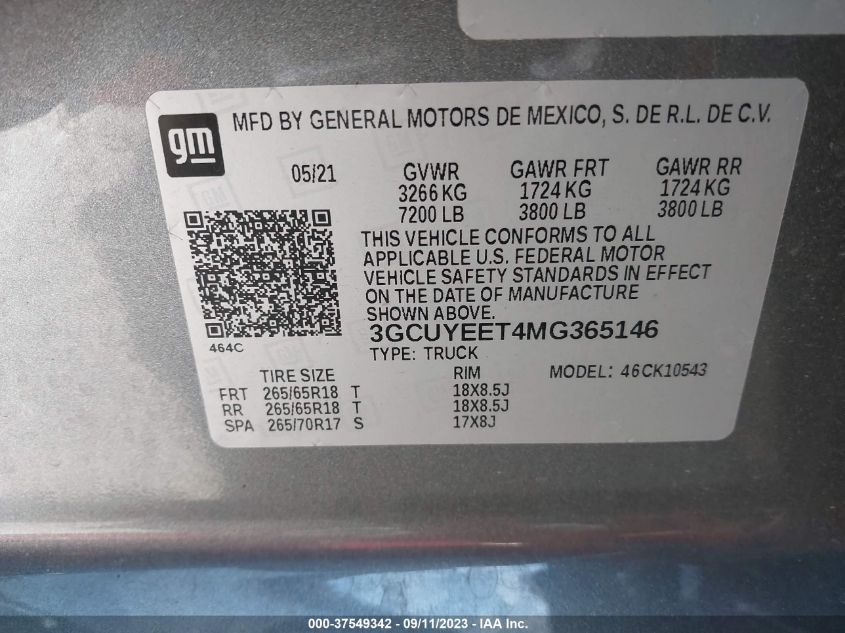 gm
MFD BY GENERAL MOTORS DE MEXICO, S. DE R.L. DE C.V.
05/21 GVWR GAWR FRT GAWR RR
3266 KG 1724 KG 1724 KG
7200 LB 3800 LB 3800 LB
THIS VEHICLE CONFORMS TO ALL
APPLICABLE U.S. FEDERAL MOTOR
VEHICLE SAFETY STANDARDS IN EFFECT
ON THE DATE OF MANUFACTURE
SHOWN ABOVE.
464C
3GCUYEET4MG365146
TYPE: TRUCK
TIRE SIZE RIM MODEL: 46CK10543
FRT 265/65R18 T 18X8.5J
RR 265/65R18 T 18X8.5J
SPA 265/70R17 S 17X8J
000-37549342 - 09/11/2023 - IAA Inc.